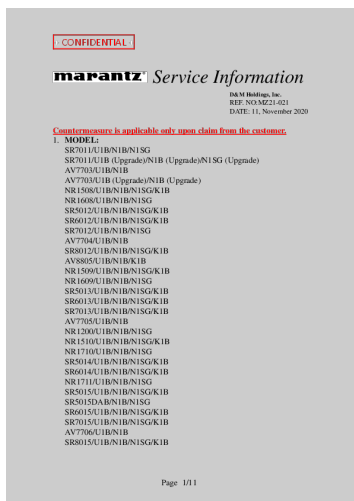 CONFIDENTIAL
marantz® Service Information
D&M Holdings, Inc.
REF. NO:MZ21-021
DATE: 11, November 2020
Countermeasure is applicable only upon claim from the customer.
1. MODEL:
SR7011/U1B/N1B/N1SG
SR7011/U1B (Upgrade)/N1B (Upgrade)/N1SG (Upgrade)
AV7703/U1B/N1B
AV7703/U1B (Upgrade)/N1B (Upgrade)
NR1508/U1B/N1B/N1SG/K1B
NR1608/U1B/N1B/N1SG
SR5012/U1B/N1B/N1SG/K1B
SR6012/U1B/N1B/N1SG/K1B
SR7012/U1B/N1B/N1SG
AV7704/U1B/N1B
SR8012/U1B/N1B/N1SG/K1B
AV8805/U1B/N1B/K1B
NR1509/U1B/N1B/N1SG/K1B
NR1609/U1B/N1B/N1SG
SR5013/U1B/N1B/N1SG/K1B
SR6013/U1B/N1B/N1SG/K1B
SR7013/U1B/N1B/N1SG/K1B
AV7705/U1B/N1B
NR1200/U1B/N1B/N1SG
NR1510/U1B/N1B/N1SG/K1B
NR1710/U1B/N1B/N1SG
SR5014/U1B/N1B/N1SG/K1B
SR6014/U1B/N1B/N1SG/K1B
NR1711/U1B/N1B/N1SG
SR5015/U1B/N1B/N1SG/K1B
SR5015DAB/N1B/N1SG
SR6015/U1B/N1B/N1SG/K1B
SR7015/U1B/N1B/N1SG/K1B
AV7706/U1B/N1B
SR8015/U1B/N1B/N1SG/K1B
Page 1/11